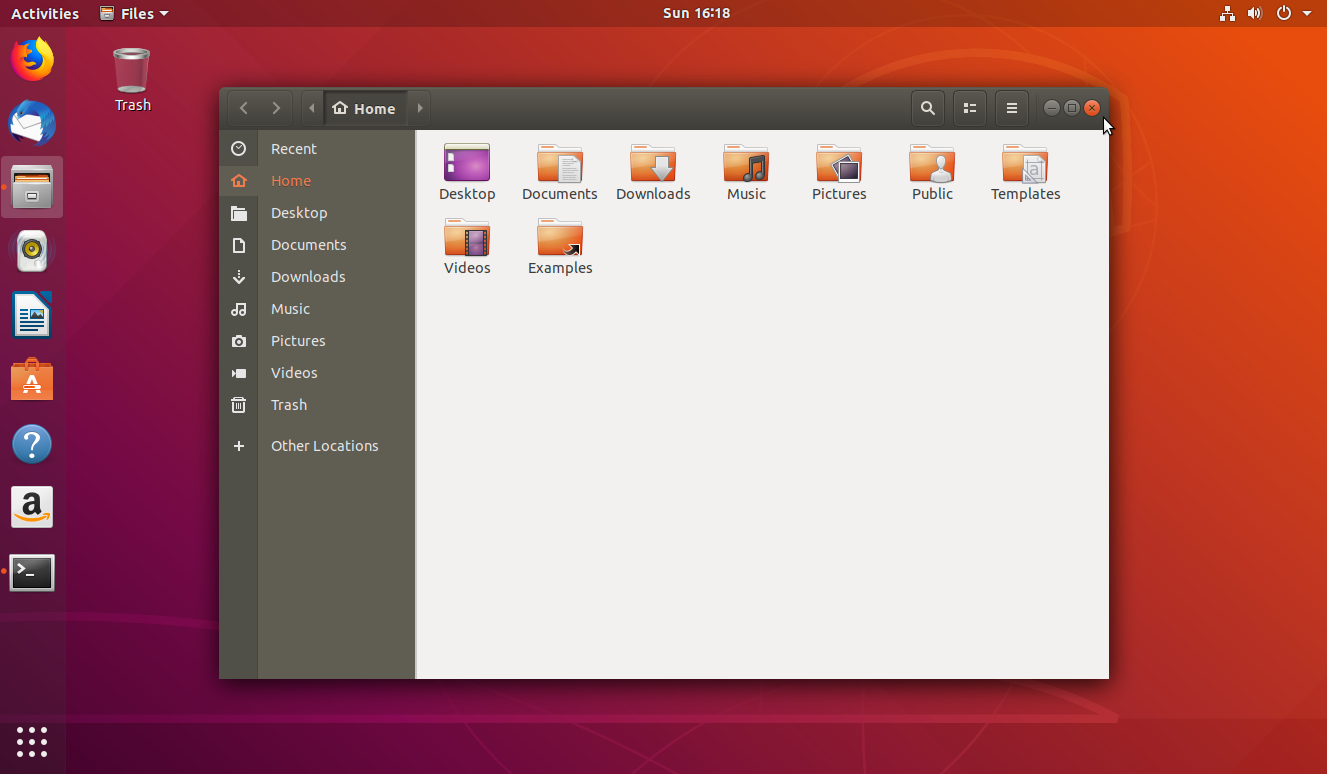 Activities Files Sun 16:18
Trash
Home
Recent
Home
Desktop
Documents
Downloads
Music
Pictures
Videos
Trash
Other Locations
Desktop Documents Downloads Music Pictures Public Templates
Videos Examples